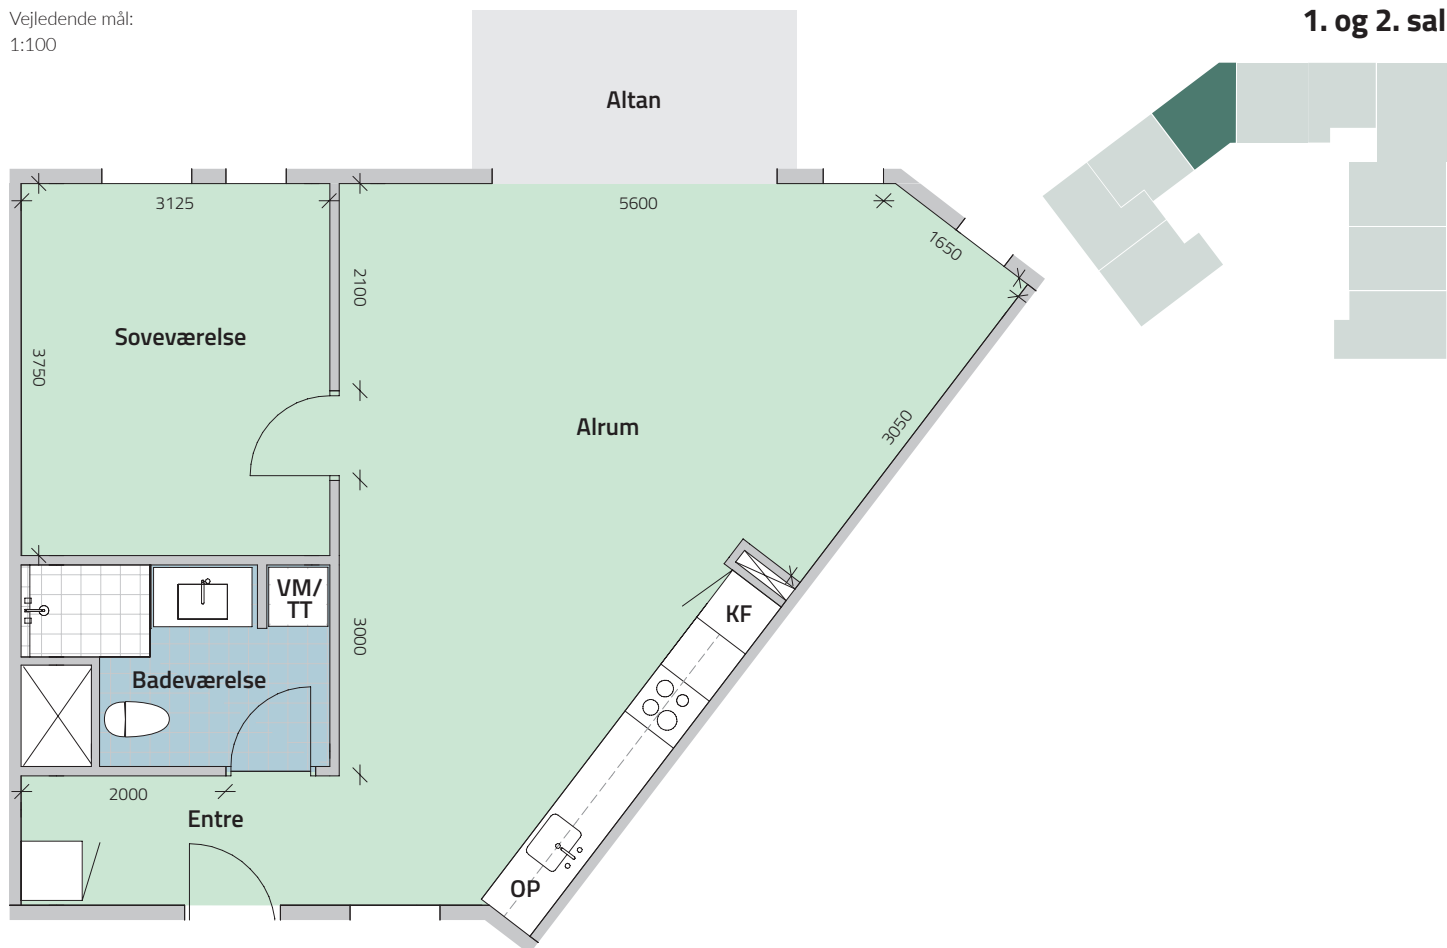 Vejledende mål:
1:100
1. og 2. sal
Altan
3125
5600
1650
2100
Soveværelse
3750
Alrum
3050
VM/
TT
KF
3000
Badeværelse
2000
Entre
OP